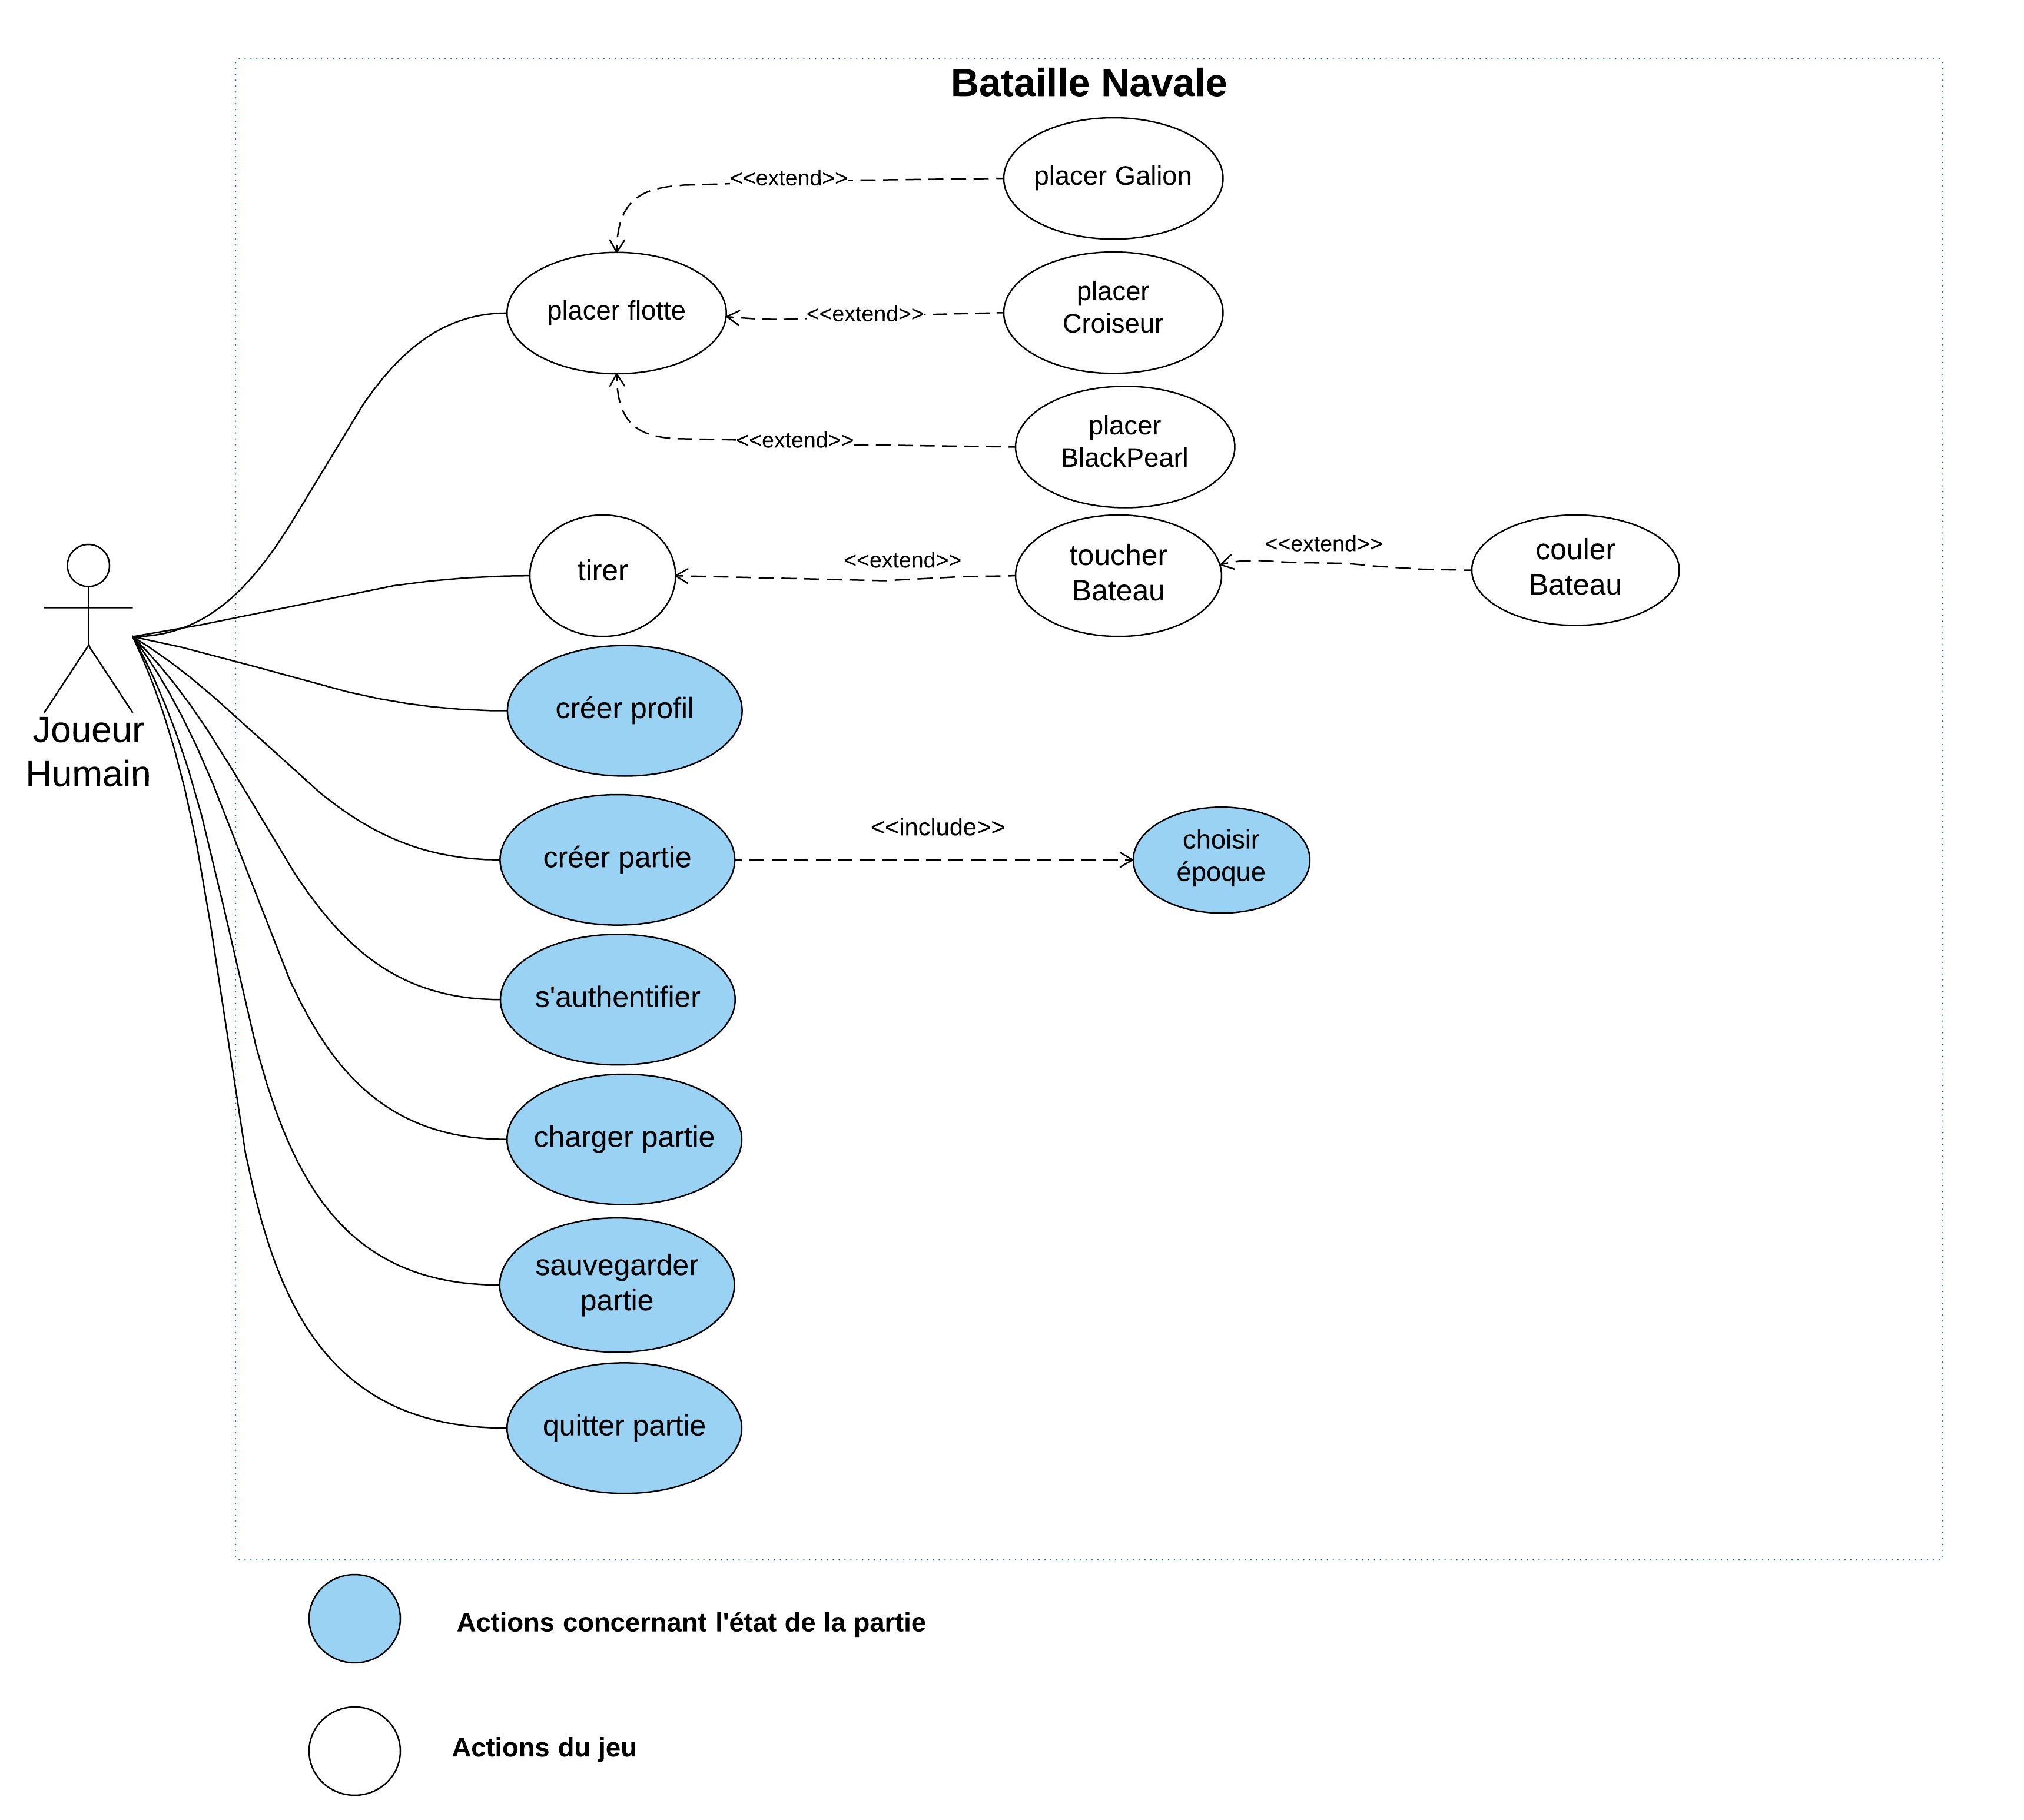 Bataille Navale
<<extend>>
placer Galion
placer flotte
<<extend>>
placer
Croiseur
<<extend>>
placer
BlackPearl
tirer
<<extend>>
toucher
Bateau
<<extend>>
couler
Bateau
Joueur
Humain
créer profil
créer partie
<<include>>
choisir
époque
s'authentifier
charger partie
sauvegarder
partie
quitter partie
Actions concernant l'état de la partie
Actions du jeu